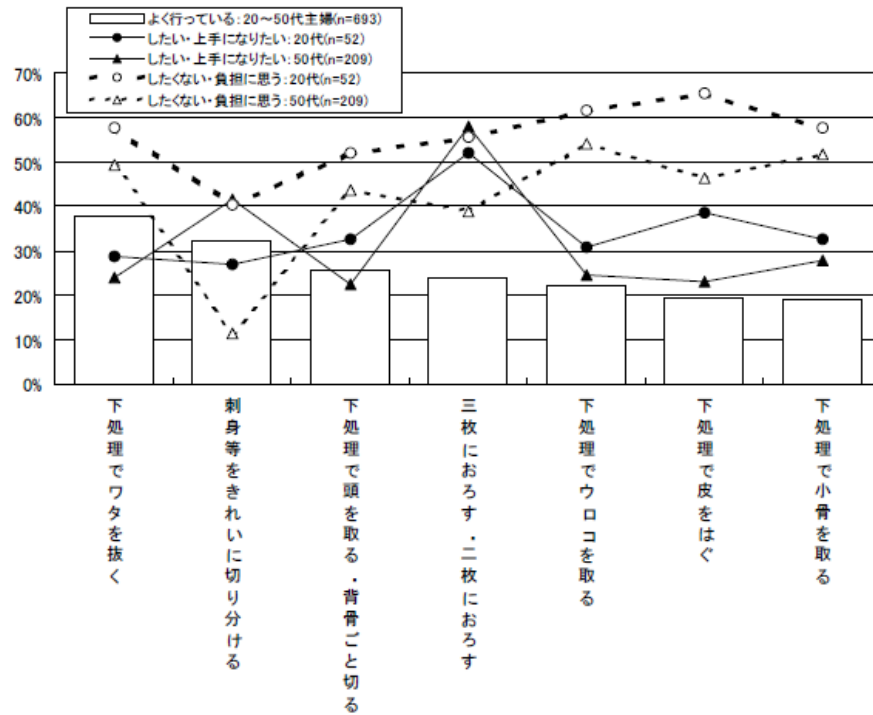 よく行っている:20～50代主婦(n=693)
したい・上手になりたい:20代(n=52)
したい・上手になりたい:50代(n=209)
したくない・負担に思う:20代(n=52)
したくない・負担に思う:50代(n=209)
70%
60%
50%
40%
30%
20%
10%
0%
下処理でワタを抜く
刺身等をきれいに切り分ける
下処理で頭を取る・背骨ごと切る
三枚におろす・二枚におろす
下処理でウロコを取る
下処理で皮をはぐ
下処理で小骨を取る